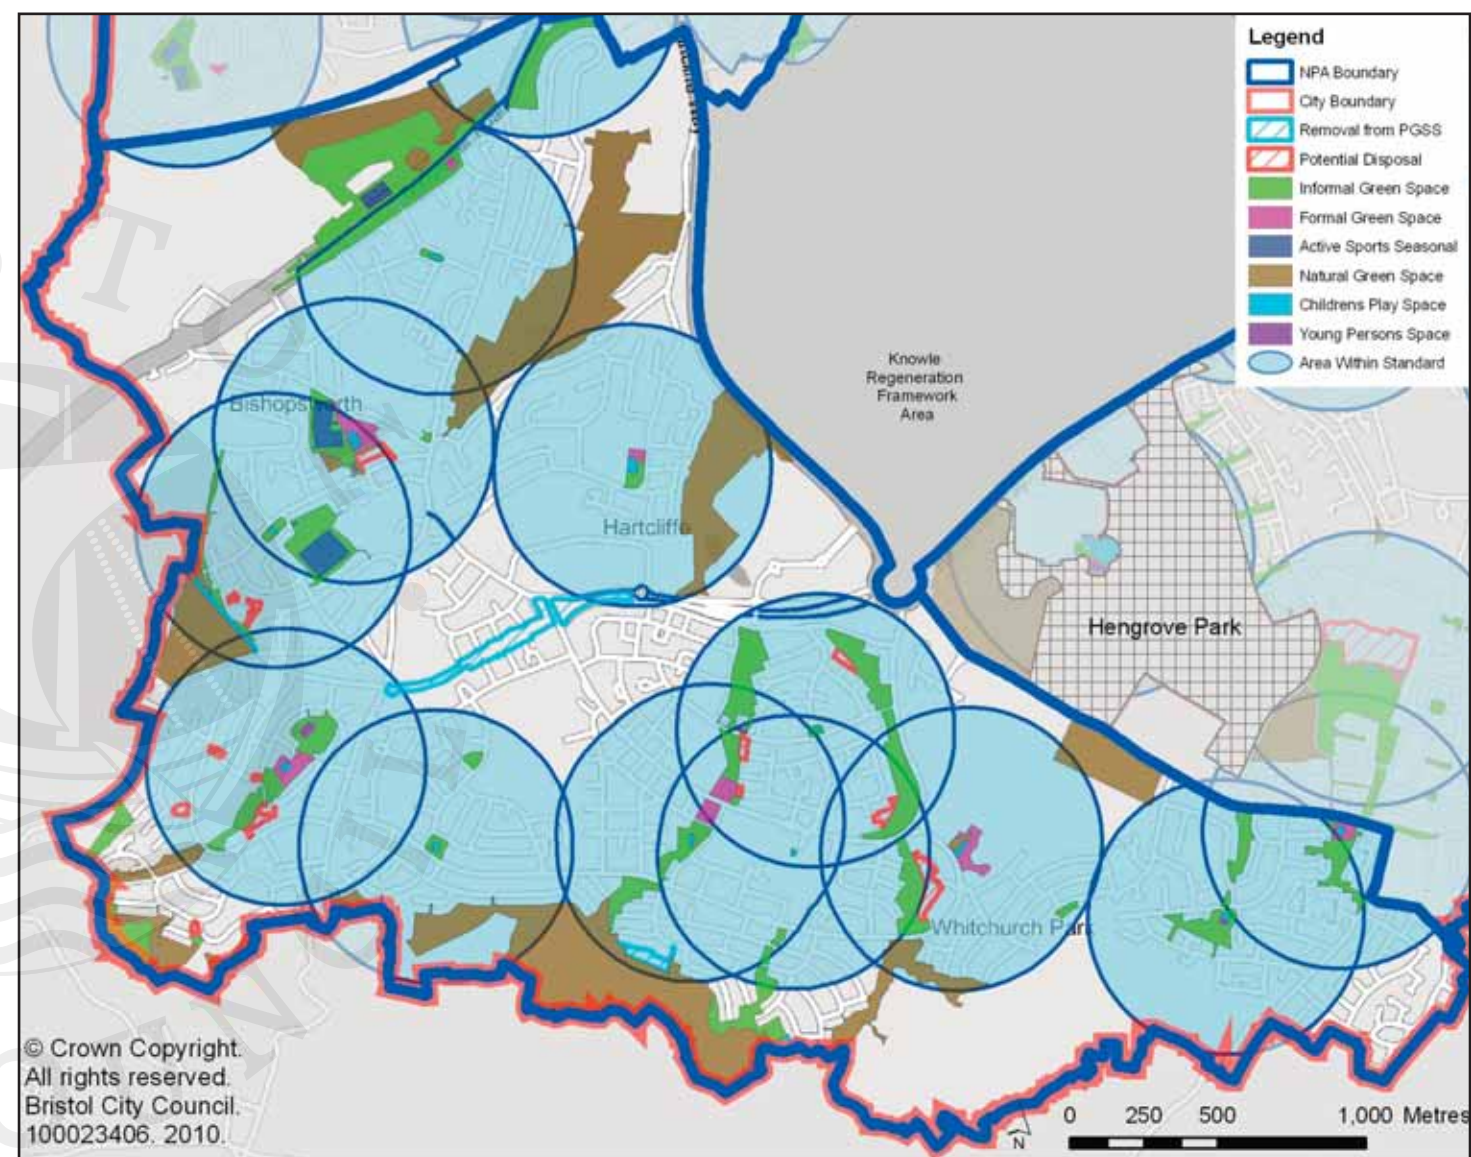 Legend
NPA Boundary
City Boundary
Removal from PGSS
Potential Disposal
Informal Green Space
Formal Green Space
Active Sports Seasonal
Natural Green Space
Childrens Play Space
Young Persons Space
Area Within Standard
Knowle
Regeneration
Framework
Area
Bishopsworth
Hartcliffe
Hengrove Park
Whitchurch Park
© Crown Copyright.
All rights reserved.
Bristol City Council.
100023406. 2010.
0 250 500 1,000 Metres
N